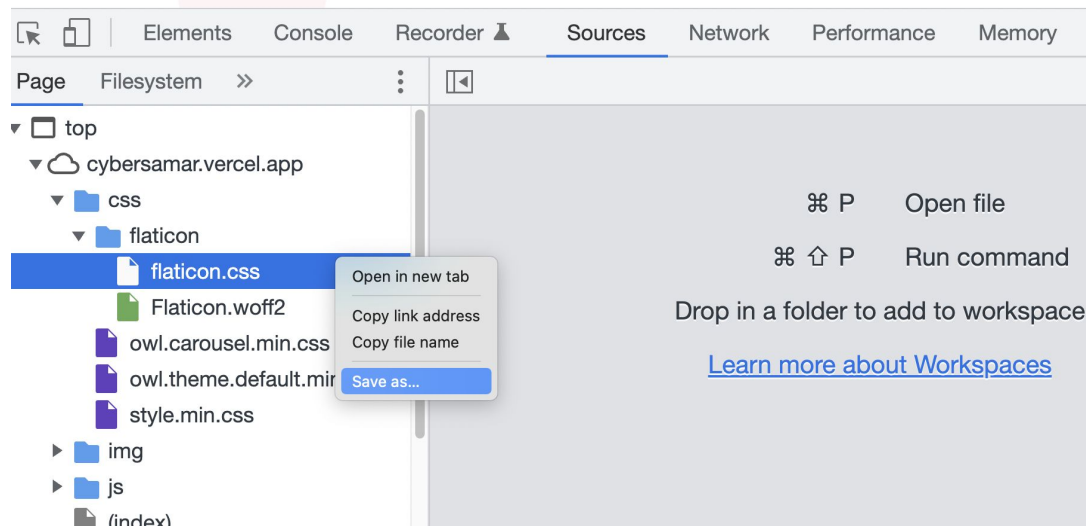 Elements Console Recorder Sources Network Performance Memory
Page Filesystem
top
cybersamar.vercel.app
css
flaticon
flaticon.css
Flaticon.woff2
owl.carousel.min.css
owl.theme.default.mi
style.min.css
img
js
(index)
Open in new tab
Copy link address
Copy file name
Save as...
⌘ P Open file
⌘ ⇧ P Run command
Drop in a folder to add to workspace
Learn more about Workspaces